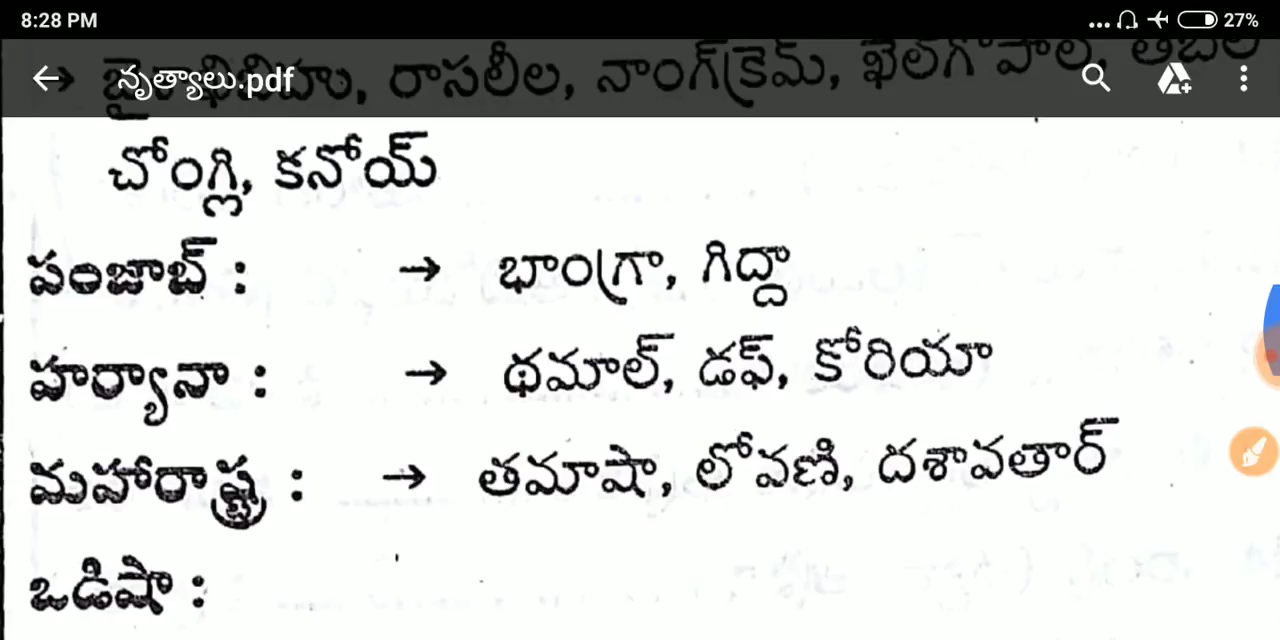 8:28 PM ... 27%
← నృత్యాలు.pdf
→ రాసలీల, నాంగ్‌క్రెమ్,
చోంగ్లి, కనోయ్
పంజాబ్ : → భాంగ్రా, గిద్దా
హర్యానా : → థమాల్, డఫ్, కోరియా
మహారాష్ట్ర : → తమాషా, లోవణి, దశావతార్
ఒడిషా :